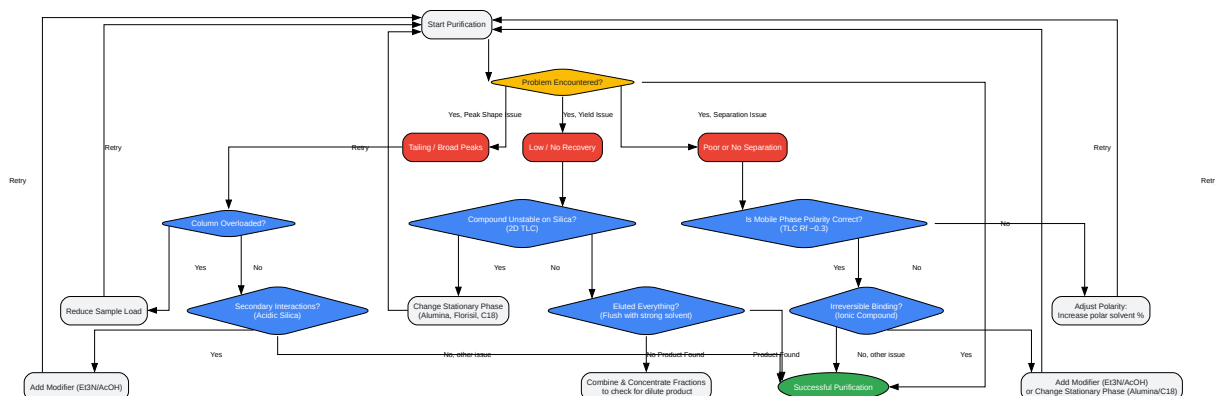 Start Purification
Problem Encountered?
Yes, Peak Shape Issue
Yes, Yield Issue
Yes, Separation Issue
Retry
Retry
Tailing / Broad Peaks
Low / No Recovery
Poor or No Separation
Retry
Retry
Retr
Column Overloaded?
Compound Unstable on Silica?
(2D TLC)
Is Mobile Phase Polarity Correct?
(TLC Rf ~0.3)
No
Yes
No
Yes
No
Yes
No
Reduce Sample Load
Secondary Interactions?
(Acidic Silica)
Change Stationary Phase
(Alumina, Florisil, C18)
Eluted Everything?
(Flush with strong solvent)
Irreversible Binding?
(Ionic Compound)
Adjust Polarity:
Increase polar solvent %
Yes
No, other issue
No Product Found
Product Found
No, other issue
Yes
Add Modifier (Et3N/AcOH)
Combine & Concentrate Fractions
to check for dilute product
Successful Purification
Add Modifier (Et3N/AcOH)
or Change Stationary Phase (Alumina/C18)